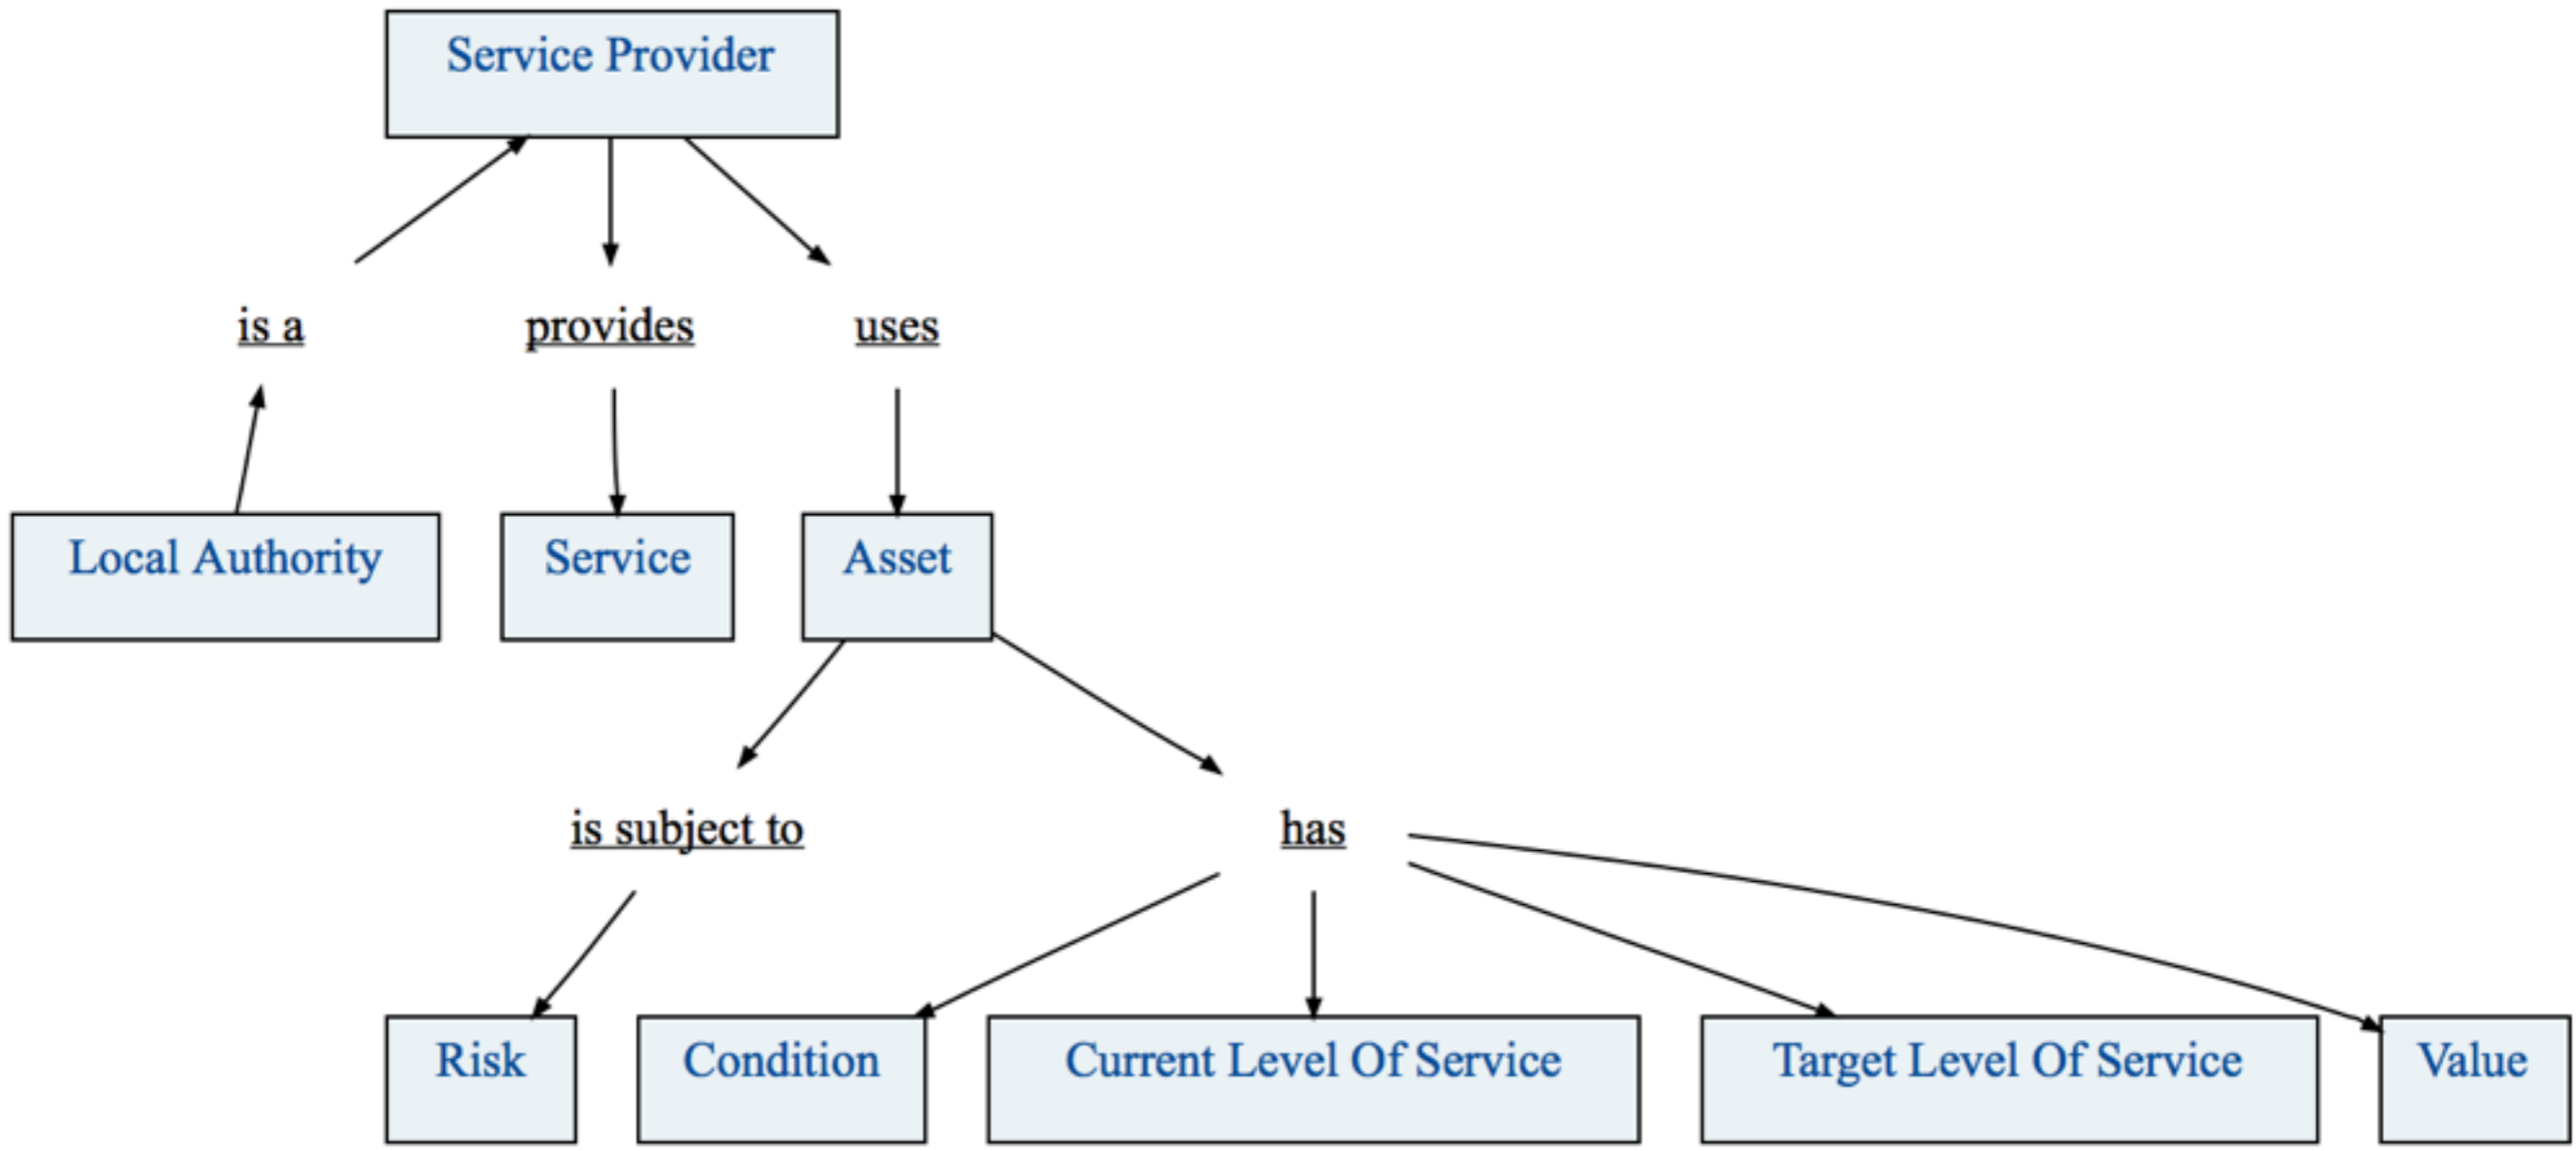 Service Provider
is a
provides
uses
Local Authority
Service
Asset
is subject to
has
Risk
Condition
Current Level Of Service
Target Level Of Service
Value